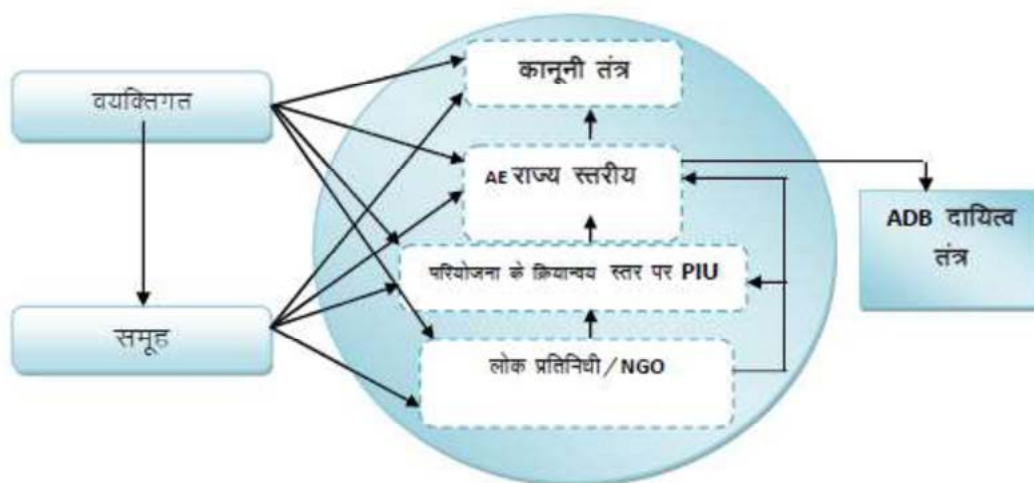 कानूनी तंत्र
वयक्तिगत
AE राज्य स्तरीय
ADB दायित्व
तंत्र
परियोजना के क्रियान्वय स्तर पर PIU
समूह
लोक प्रतिनिधी/NGO